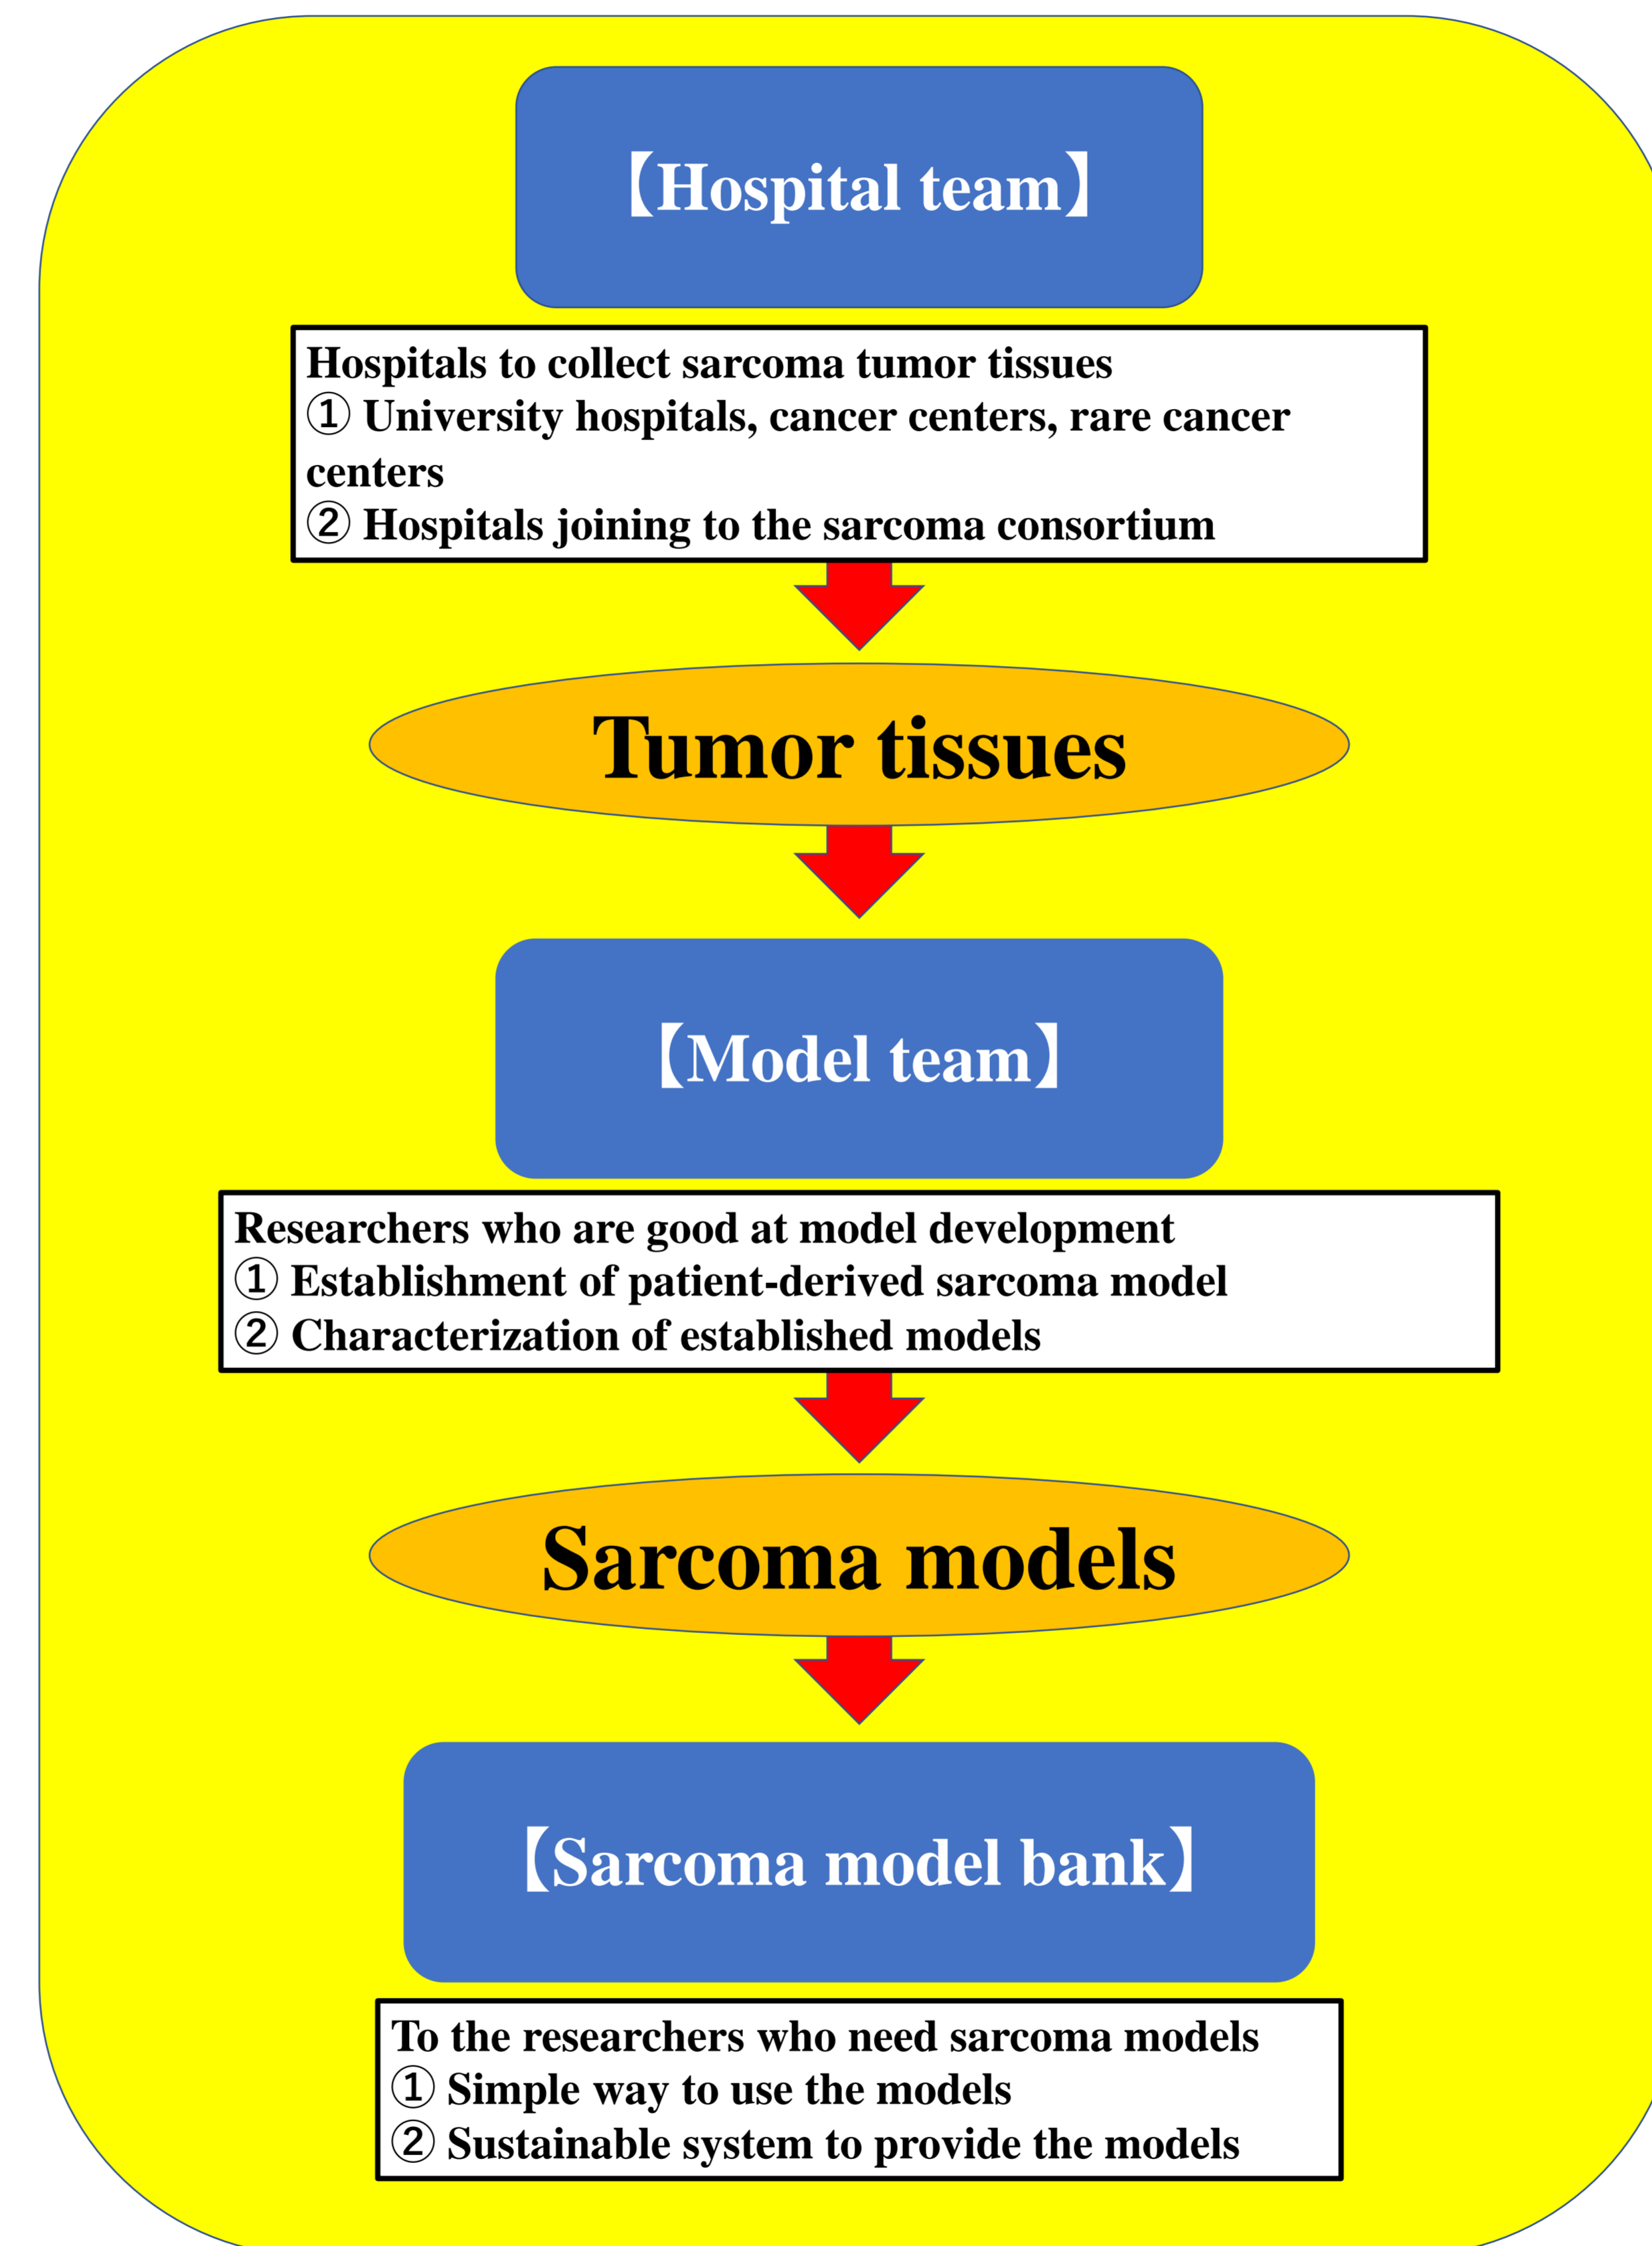 【Hospital team】
Hospitals to collect sarcoma tumor tissues
① University hospitals, cancer centers, rare cancer
centers
② Hospitals joining to the sarcoma consortium
Tumor tissues
【Model team】
Researchers who are good at model development
① Establishment of patient-derived sarcoma model
② Characterization of established models
Sarcoma models
【Sarcoma model bank】
To the researchers who need sarcoma models
① Simple way to use the models
② Sustainable system to provide the models